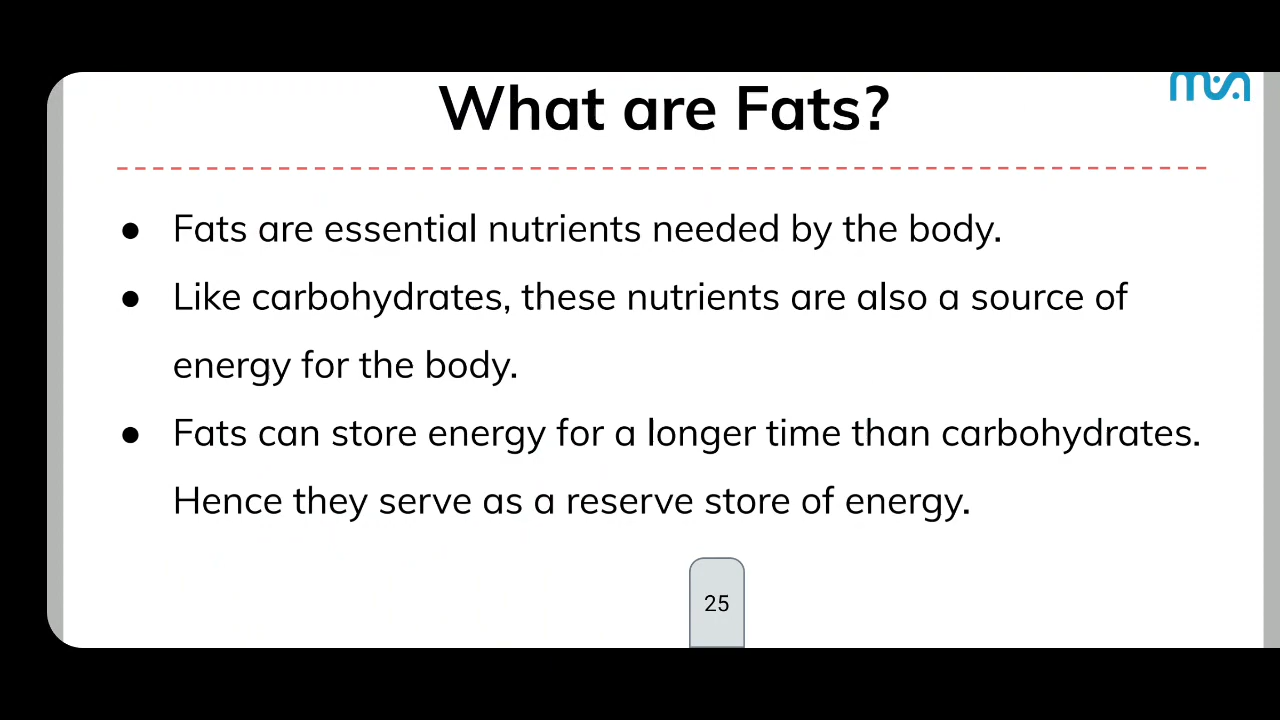 What are Fats?
● Fats are essential nutrients needed by the body.
● Like carbohydrates, these nutrients are also a source of
energy for the body.
● Fats can store energy for a longer time than carbohydrates.
Hence they serve as a reserve store of energy.
25